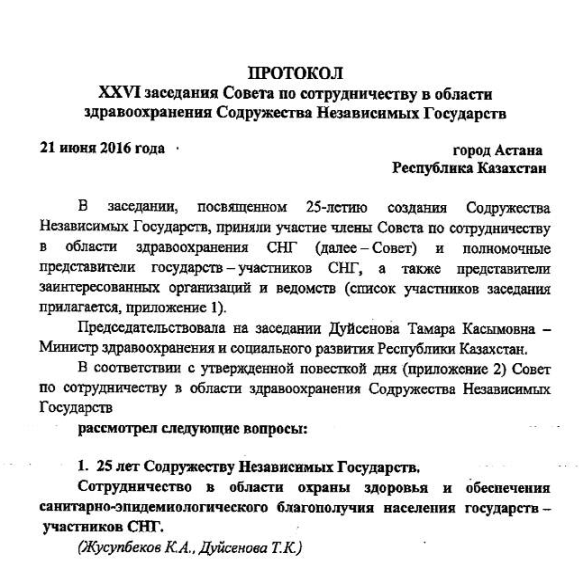 ПРОТОКОЛ
XXVI заседания Совета по сотрудничеству в области
здравоохранения Содружества Независимых Государств
21 июня 2016 года
город Астана
Республика Казахстан
В заседании, посвященном 25-летию создания Содружества
Независимых Государств, приняли участие члены Совета по сотрудничеству
в области здравоохранения СНГ (далее – Совет) и полномочные
представители государств – участников СНГ, а также представители
заинтересованных организаций и ведомств (список участников заседания
прилагается, приложение 1).
Председательствовала на заседании Дуйсенова Тамара Касымовна –
Министр здравоохранения и социального развития Республики Казахстан.
В соответствии с утвержденной повесткой дня (приложение 2) Совет
по сотрудничеству в области здравоохранения Содружества Независимых
Государств
рассмотрел следующие вопросы:
1. 25 лет Содружеству Независимых Государств.
Сотрудничество в области охраны здоровья и обеспечения
санитарно-эпидемиологического благополучия населения государств –
участников СНГ.
(Жусупбеков К.А., Дуйсенова Т.К.)